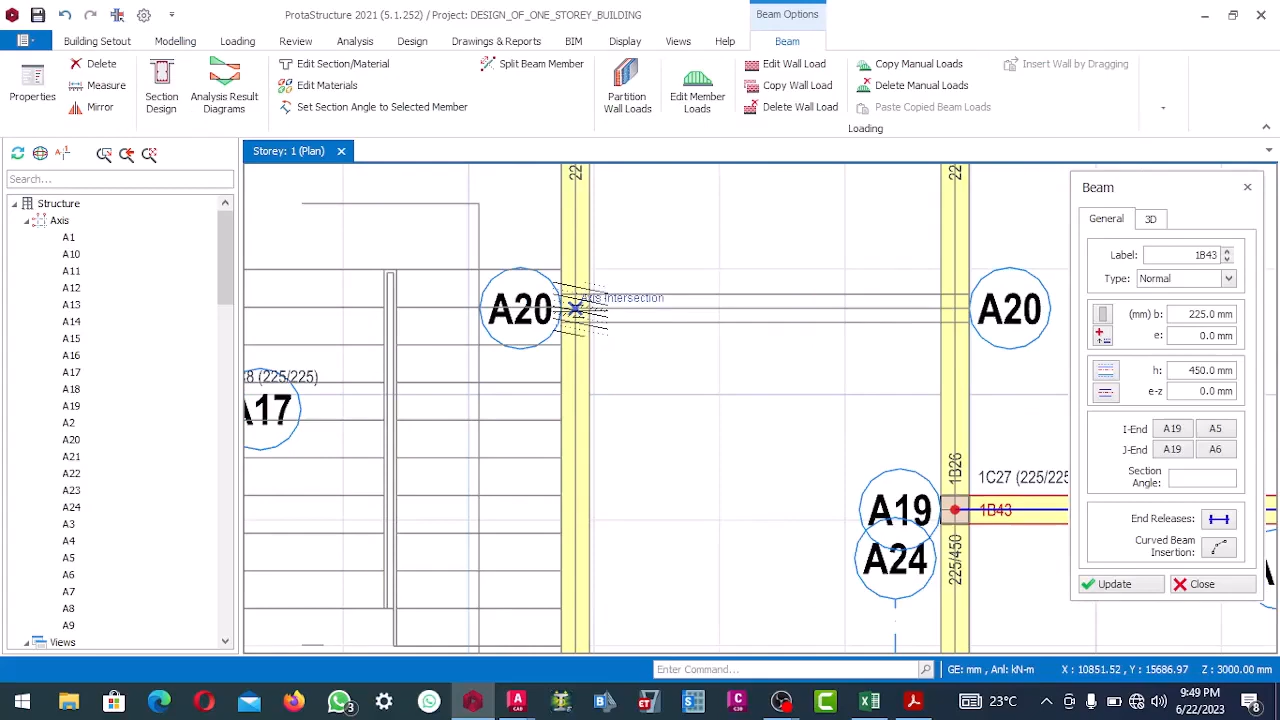 ProtaStructure 2021 (5.1.252) / Project: DESIGN_OF_ONE_STOREY_BUILDING
Beam Options
Building Setout Modelling Loading Review Analysis Design Drawings & Reports BIM Display Views Help Beam
Properties
Delete
Measure
Mirror
Section Design
Analysis Result Diagrams
Edit Section/Material
Edit Materials
Set Section Angle to Selected Member
Split Beam Member
Partition Wall Loads
Edit Member Loads
Edit Wall Load
Copy Wall Load
Delete Wall Load
Copy Manual Loads
Delete Manual Loads
Paste Copied Beam Loads
Insert Wall by Dragging
Loading
Storey: 1 (Plan)
Search...
Structure
Axis
A1
A10
A11
A12
A13
A14
A15
A16
A17
A18
A19
A2
A20
A21
A22
A23
A24
A3
A4
A5
A6
A7
A8
A9
Views
22
22
A20
Axis Intersection
A20
8 (225/225)
A17
A19
A24
1B26
225/450
1C27 (225/225
1B43
Beam
General 3D
Label: 1B43
Type: Normal
(mm) b: 225.0 mm
e: 0.0 mm
h: 450.0 mm
e-z 0.0 mm
I-End A19 A5
J-End A19 A6
Section Angle:
End Releases:
Curved Beam Insertion:
Update Close
Enter Command...
GE: mm, Anl: kN-m X : 10831.52, Y : 15686.97 Z : 3000.00 mm
3
23°C
9:49 PM
6/22/2023
8